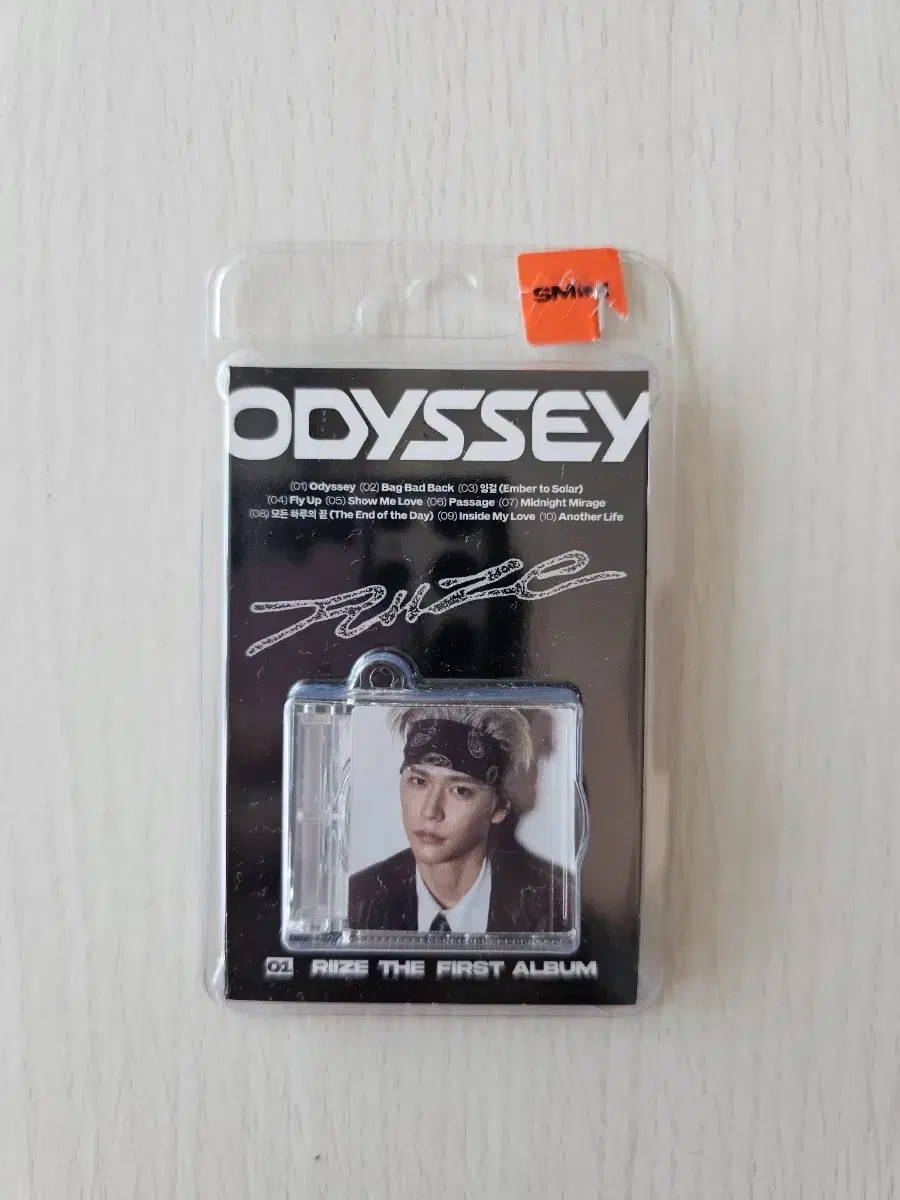 SMini
ODYSSEY
(01) Odyssey (02) Bag Bad Back (03) 잉걸 (Ember to Solar)
(04) Fly Up (05) Show Me Love (06) Passage (07) Midnight Mirage
(08) 모든 하루의 끝 (The End of the Day) (09) Inside My Love (10) Another Life
RIIZE
01 RIIZE THE FIRST ALBUM